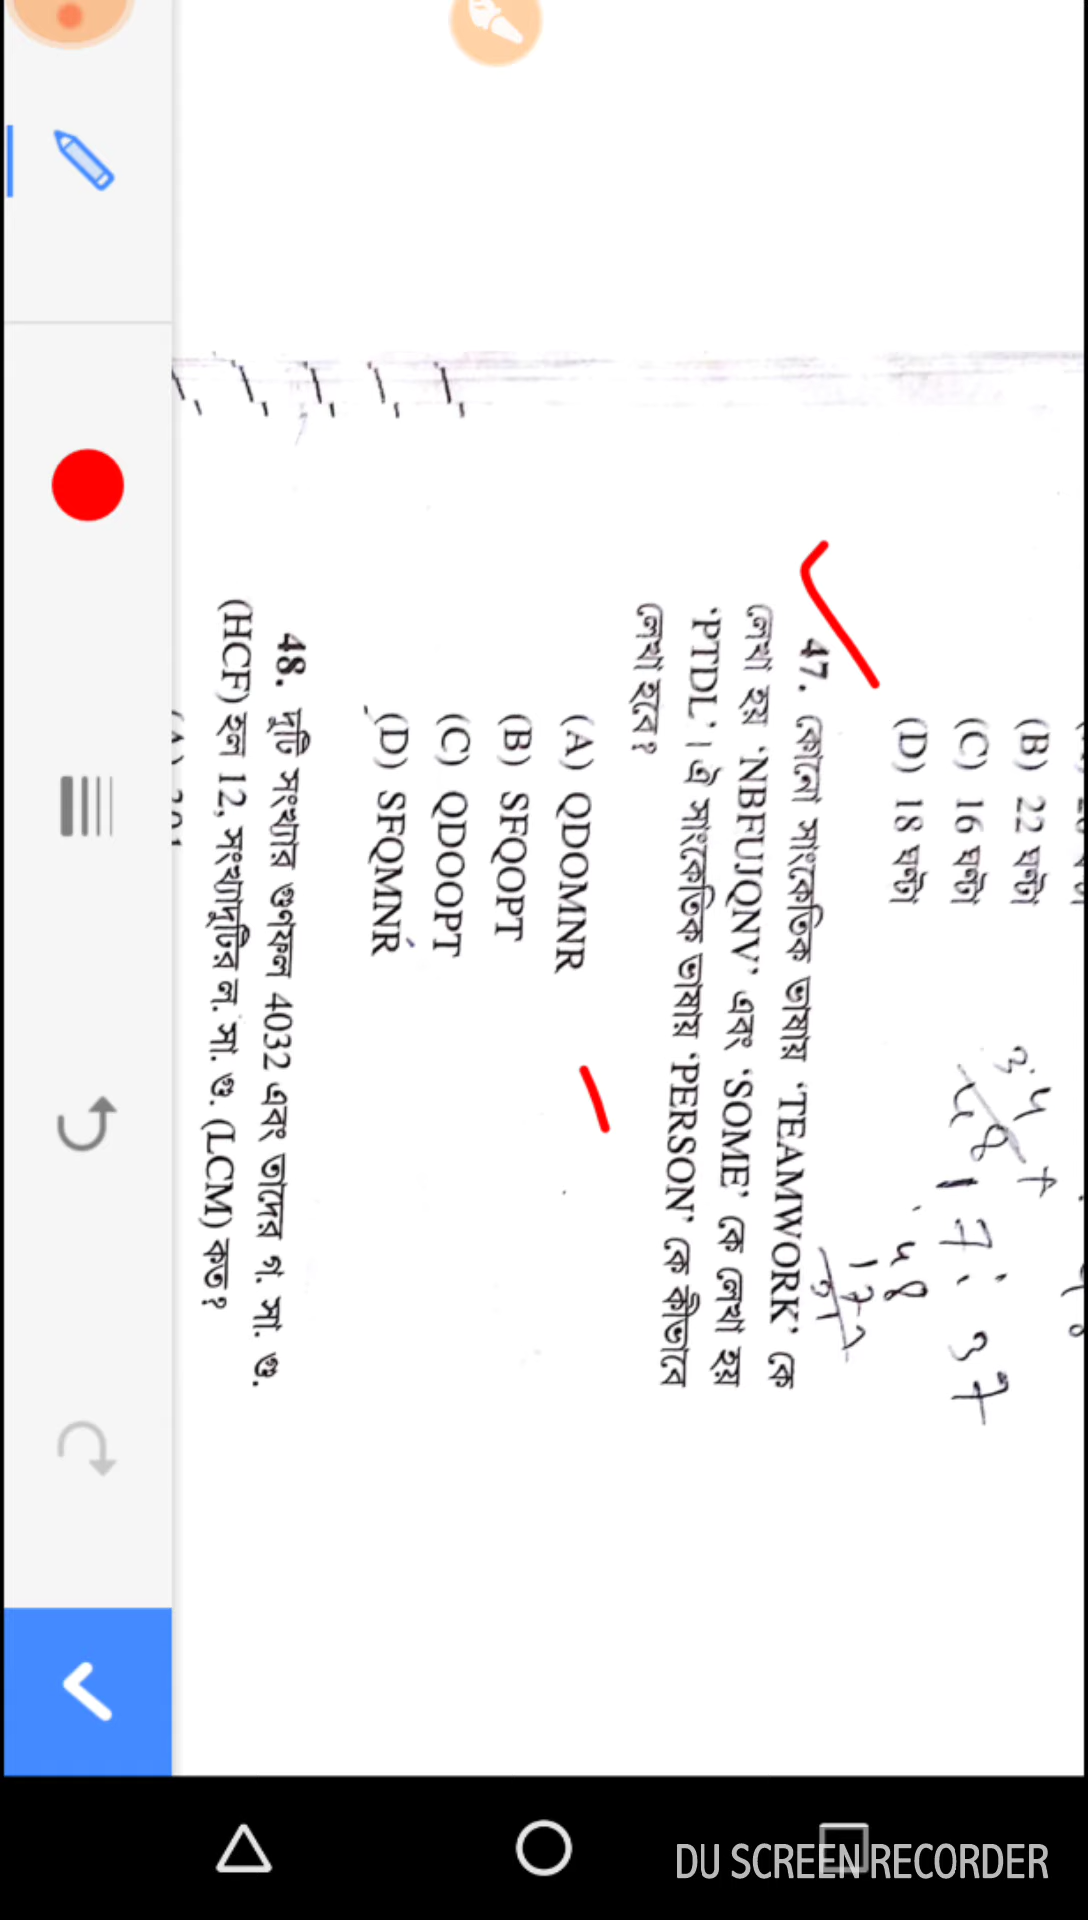 (B) 22 ঘণ্টা
(C) 16 ঘণ্টা
(D) 18 ঘণ্টা
47. কোনো সাংকেতিক ভাষায় 'TEAMWORK' কে
লেখা হয় 'NBFUJQNV' এবং 'SOME' কে লেখা হয়
'PTDL'। ঐ সাংকেতিক ভাষায় 'PERSON' কে কীভাবে
লেখা হবে?
(A) QDOMNR
(B) SFQOPT
(C) QDOOPT
(D) SFQMNR
48. দুটি সংখ্যার গুণফল 4032 এবং তাদের গ. সা. গু.
(HCF) হল 12, সংখ্যাদুটির ল. সা. গু. (LCM) কত?
DU SCREEN RECORDER